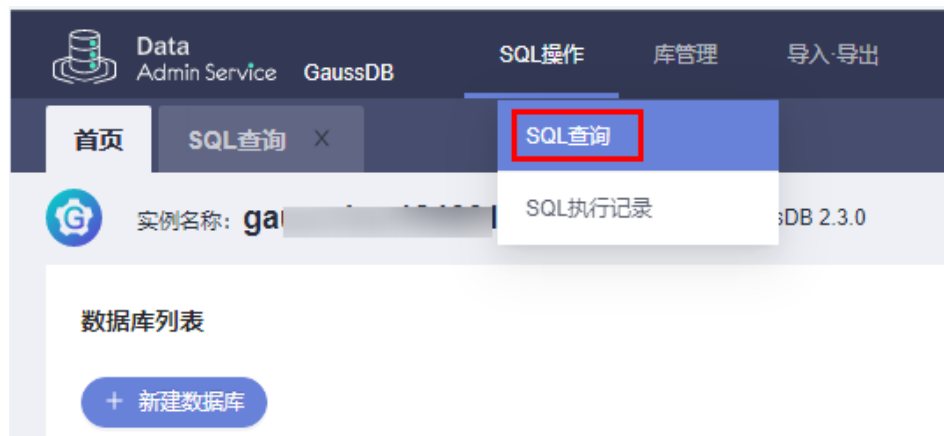 Data
Admin Service GaussDB SQL操作 库管理 导入·导出
首页 SQL查询 ×
SQL查询
SQL执行记录
实例名称: DB 2.3.0
数据库列表
+ 新建数据库